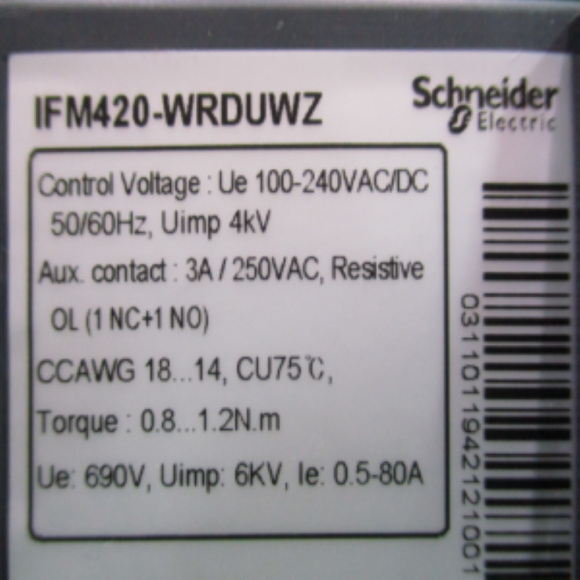 IFM420-WRDUWZ
Schneider
Electric
Control Voltage : Ue 100-240VAC/DC
50/60Hz, Uimp 4kV
Aux. contact : 3A / 250VAC, Resistive
OL (1 NC+1 NO)
CCAWG 18...14, CU75℃,
Torque : 0.8...1.2N.m
Ue: 690V, Uimp: 6KV, Ie: 0.5-80A
0311011942121001